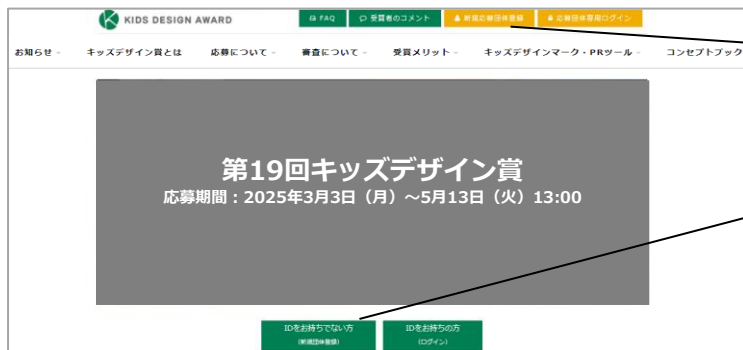 KIDS DESIGN AWARD
FAQ
受賞者のコメント
新規応募団体登録
応募団体専用ログイン
お知らせ
キッズデザイン賞とは
応募について
審査について
受賞メリット
キッズデザインマーク・PRツール
コンセプトブック
第19回キッズデザイン賞
応募期間：2025年3月3日（月）～5月13日（火）13:00
IDをお持ちでない方
（新規団体登録）
IDをお持ちの方
（ログイン）